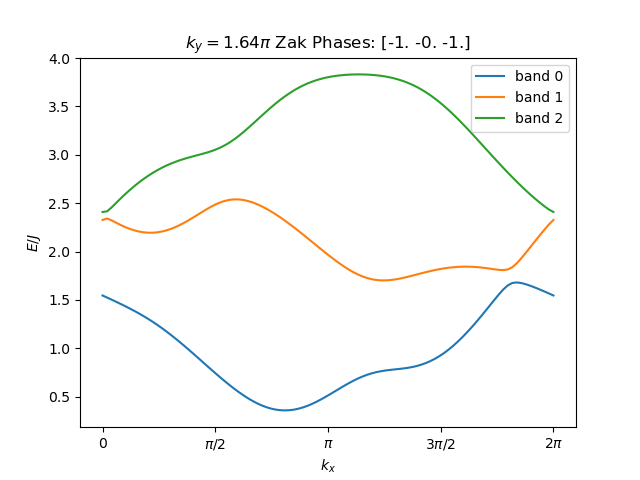 k_y = 1.64π Zak Phases: [-1. -0. -1.]
band 0
band 1
band 2
4.0
3.5
3.0
2.5
2.0
1.5
1.0
0.5
E/J
0 π/2 π 3π/2 2π
k_x